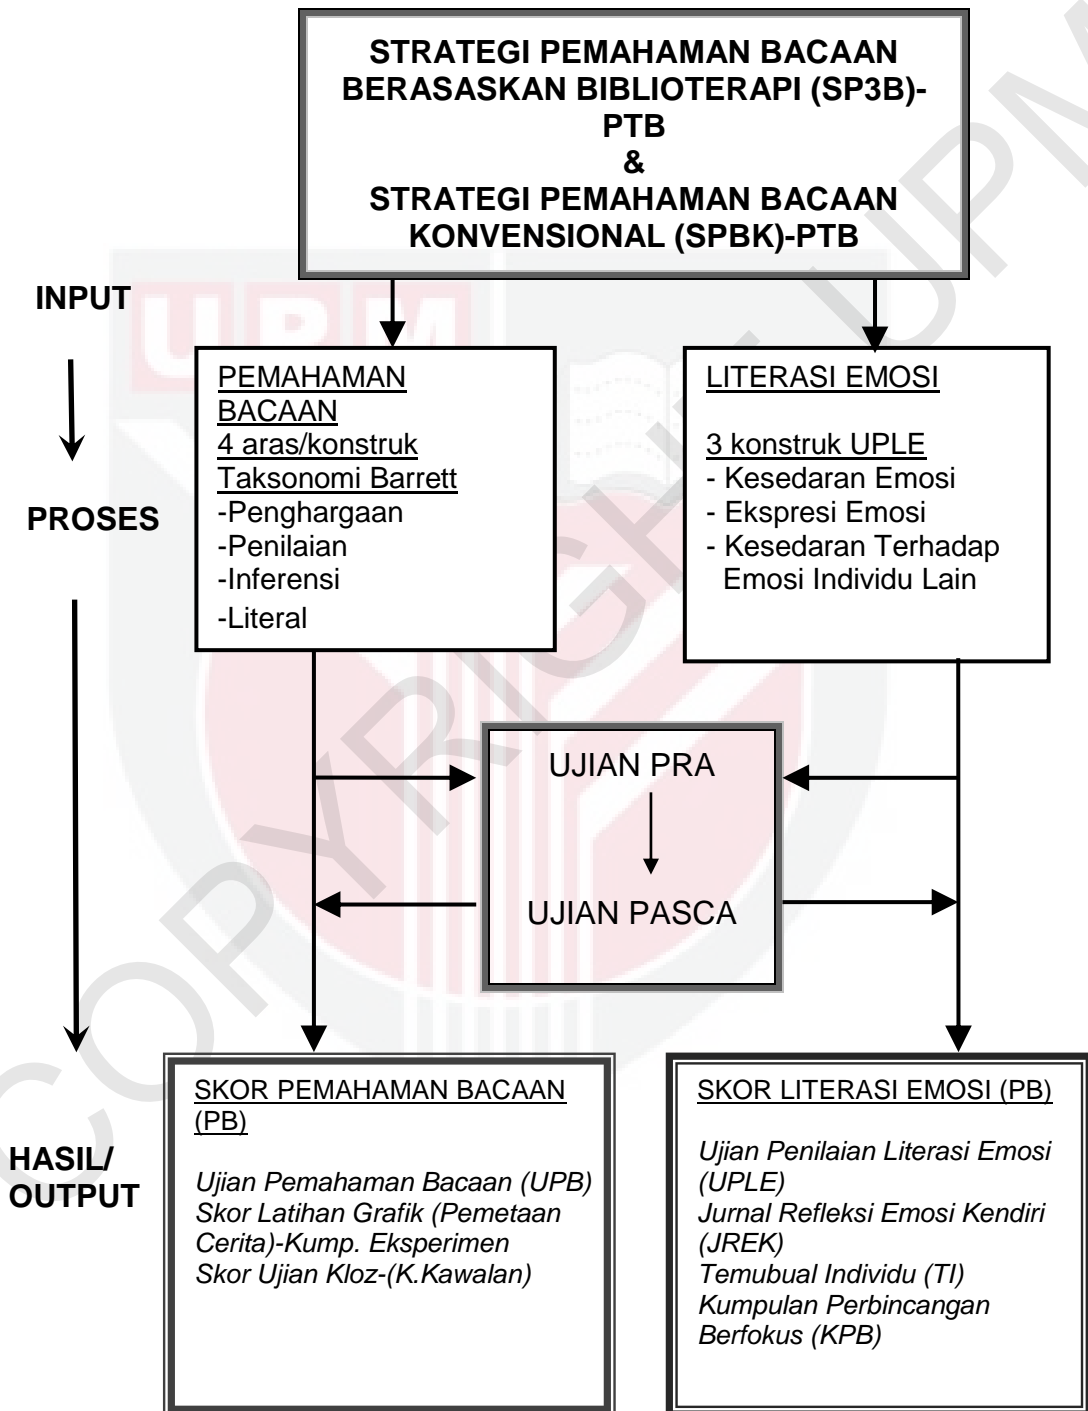 STRATEGI PEMAHAMAN BACAAN
BERASASKAN BIBLIOTERAPI (SP3B)-
PTB
&
STRATEGI PEMAHAMAN BACAAN
KONVENSIONAL (SPBK)-PTB
INPUT
UPM
PEMAHAMAN
BACAAN
4 aras/konstruk
Taksonomi Barrett
-Penghargaan
-Penilaian
-Inferensi
-Literal
LITERASI EMOSI
3 konstruk UPLE
- Kesedaran Emosi
- Ekspresi Emosi
- Kesedaran Terhadap
Emosi Individu Lain
PROSES
UJIAN PRA
UJIAN PASCA
HASIL/
OUTPUT
SKOR PEMAHAMAN BACAAN
(PB)
Ujian Pemahaman Bacaan (UPB)
Skor Latihan Grafik (Pemetaan
Cerita)-Kump. Eksperimen
Skor Ujian Kloz-(K.Kawalan)
SKOR LITERASI EMOSI (PB)
Ujian Penilaian Literasi Emosi
(UPLE)
Jurnal Refleksi Emosi Kendiri
(JREK)
Temubual Individu (TI)
Kumpulan Perbincangan
Berfokus (KPB)
COPYRIGHT UPM